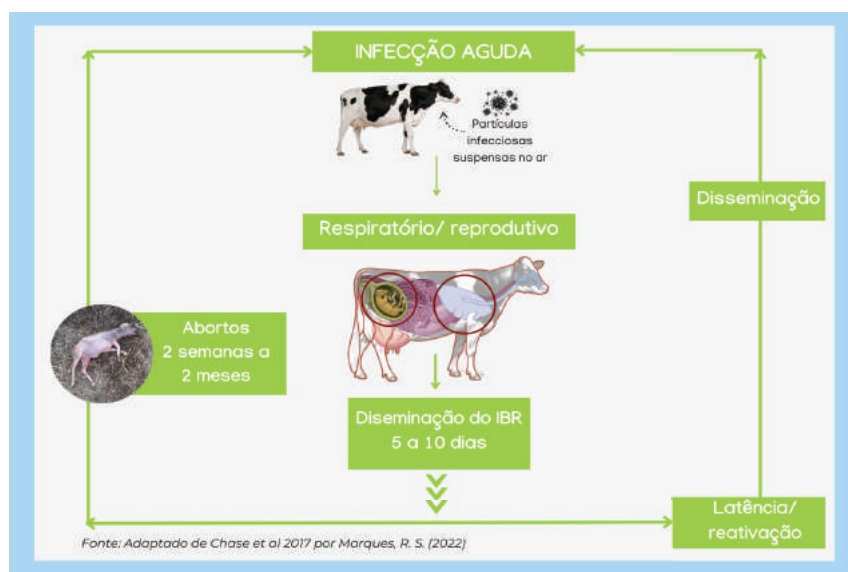 INFECÇÃO AGUDA
Partículas
infecciosas
suspensas no ar
Disseminação
Respiratório/ reprodutivo
Abortos
2 semanas a
2 meses
Diseminação do IBR
5 a 10 dias
Latência/
reativação
Fonte: Adaptado de Chase et al 2017 por Marques, R. S. (2022)